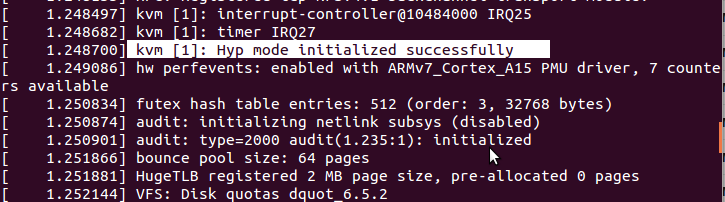 [    1.248497] kvm [1]: interrupt-controller@10484000 IRQ25
[    1.248682] kvm [1]: timer IRQ27
[    1.248700] kvm [1]: Hyp mode initialized successfully
[    1.249086] hw perfevents: enabled with ARMv7_Cortex_A15 PMU driver, 7 counte
rs available
[    1.250834] futex hash table entries: 512 (order: 3, 32768 bytes)
[    1.250874] audit: initializing netlink subsys (disabled)
[    1.250901] audit: type=2000 audit(1.235:1): initialized
[    1.251866] bounce pool size: 64 pages
[    1.251881] HugeTLB registered 2 MB page size, pre-allocated 0 pages
[    1.252144] VFS: Disk quotas dquot_6.5.2